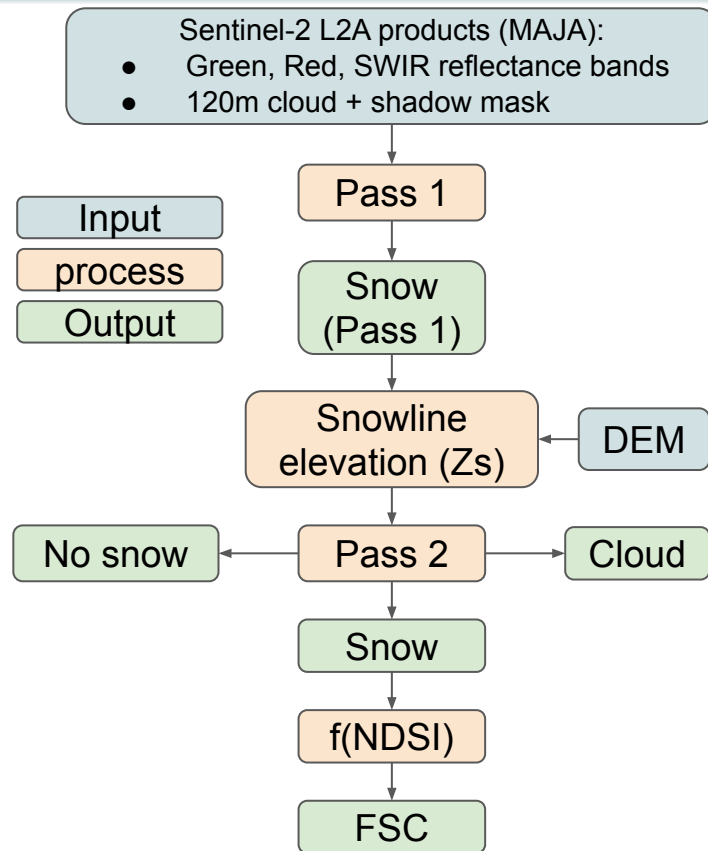 Sentinel-2 L2A products (MAJA):
● Green, Red, SWIR reflectance bands
● 120m cloud + shadow mask
Pass 1
Input
process
Output
Snow
(Pass 1)
Snowline
elevation (Zs)
DEM
No snow
Pass 2
Cloud
Snow
f(NDSI)
FSC